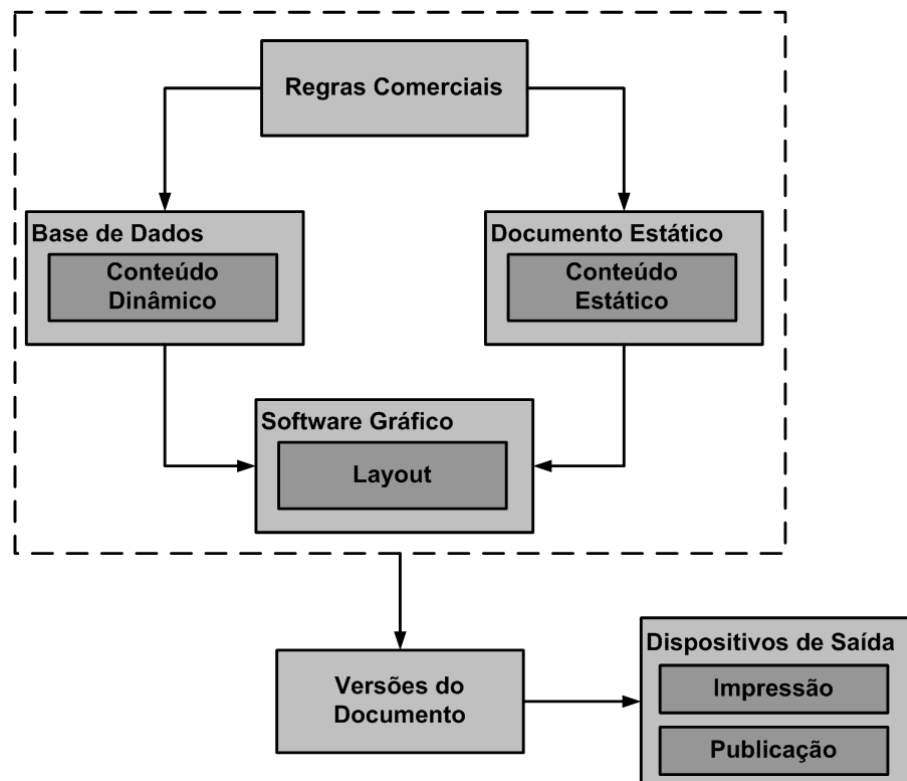 Regras Comerciais
Base de Dados
Conteúdo
Dinâmico
Documento Estático
Conteúdo
Estático
Software Gráfico
Layout
Versões do
Documento
Dispositivos de Saída
Impressão
Publicação